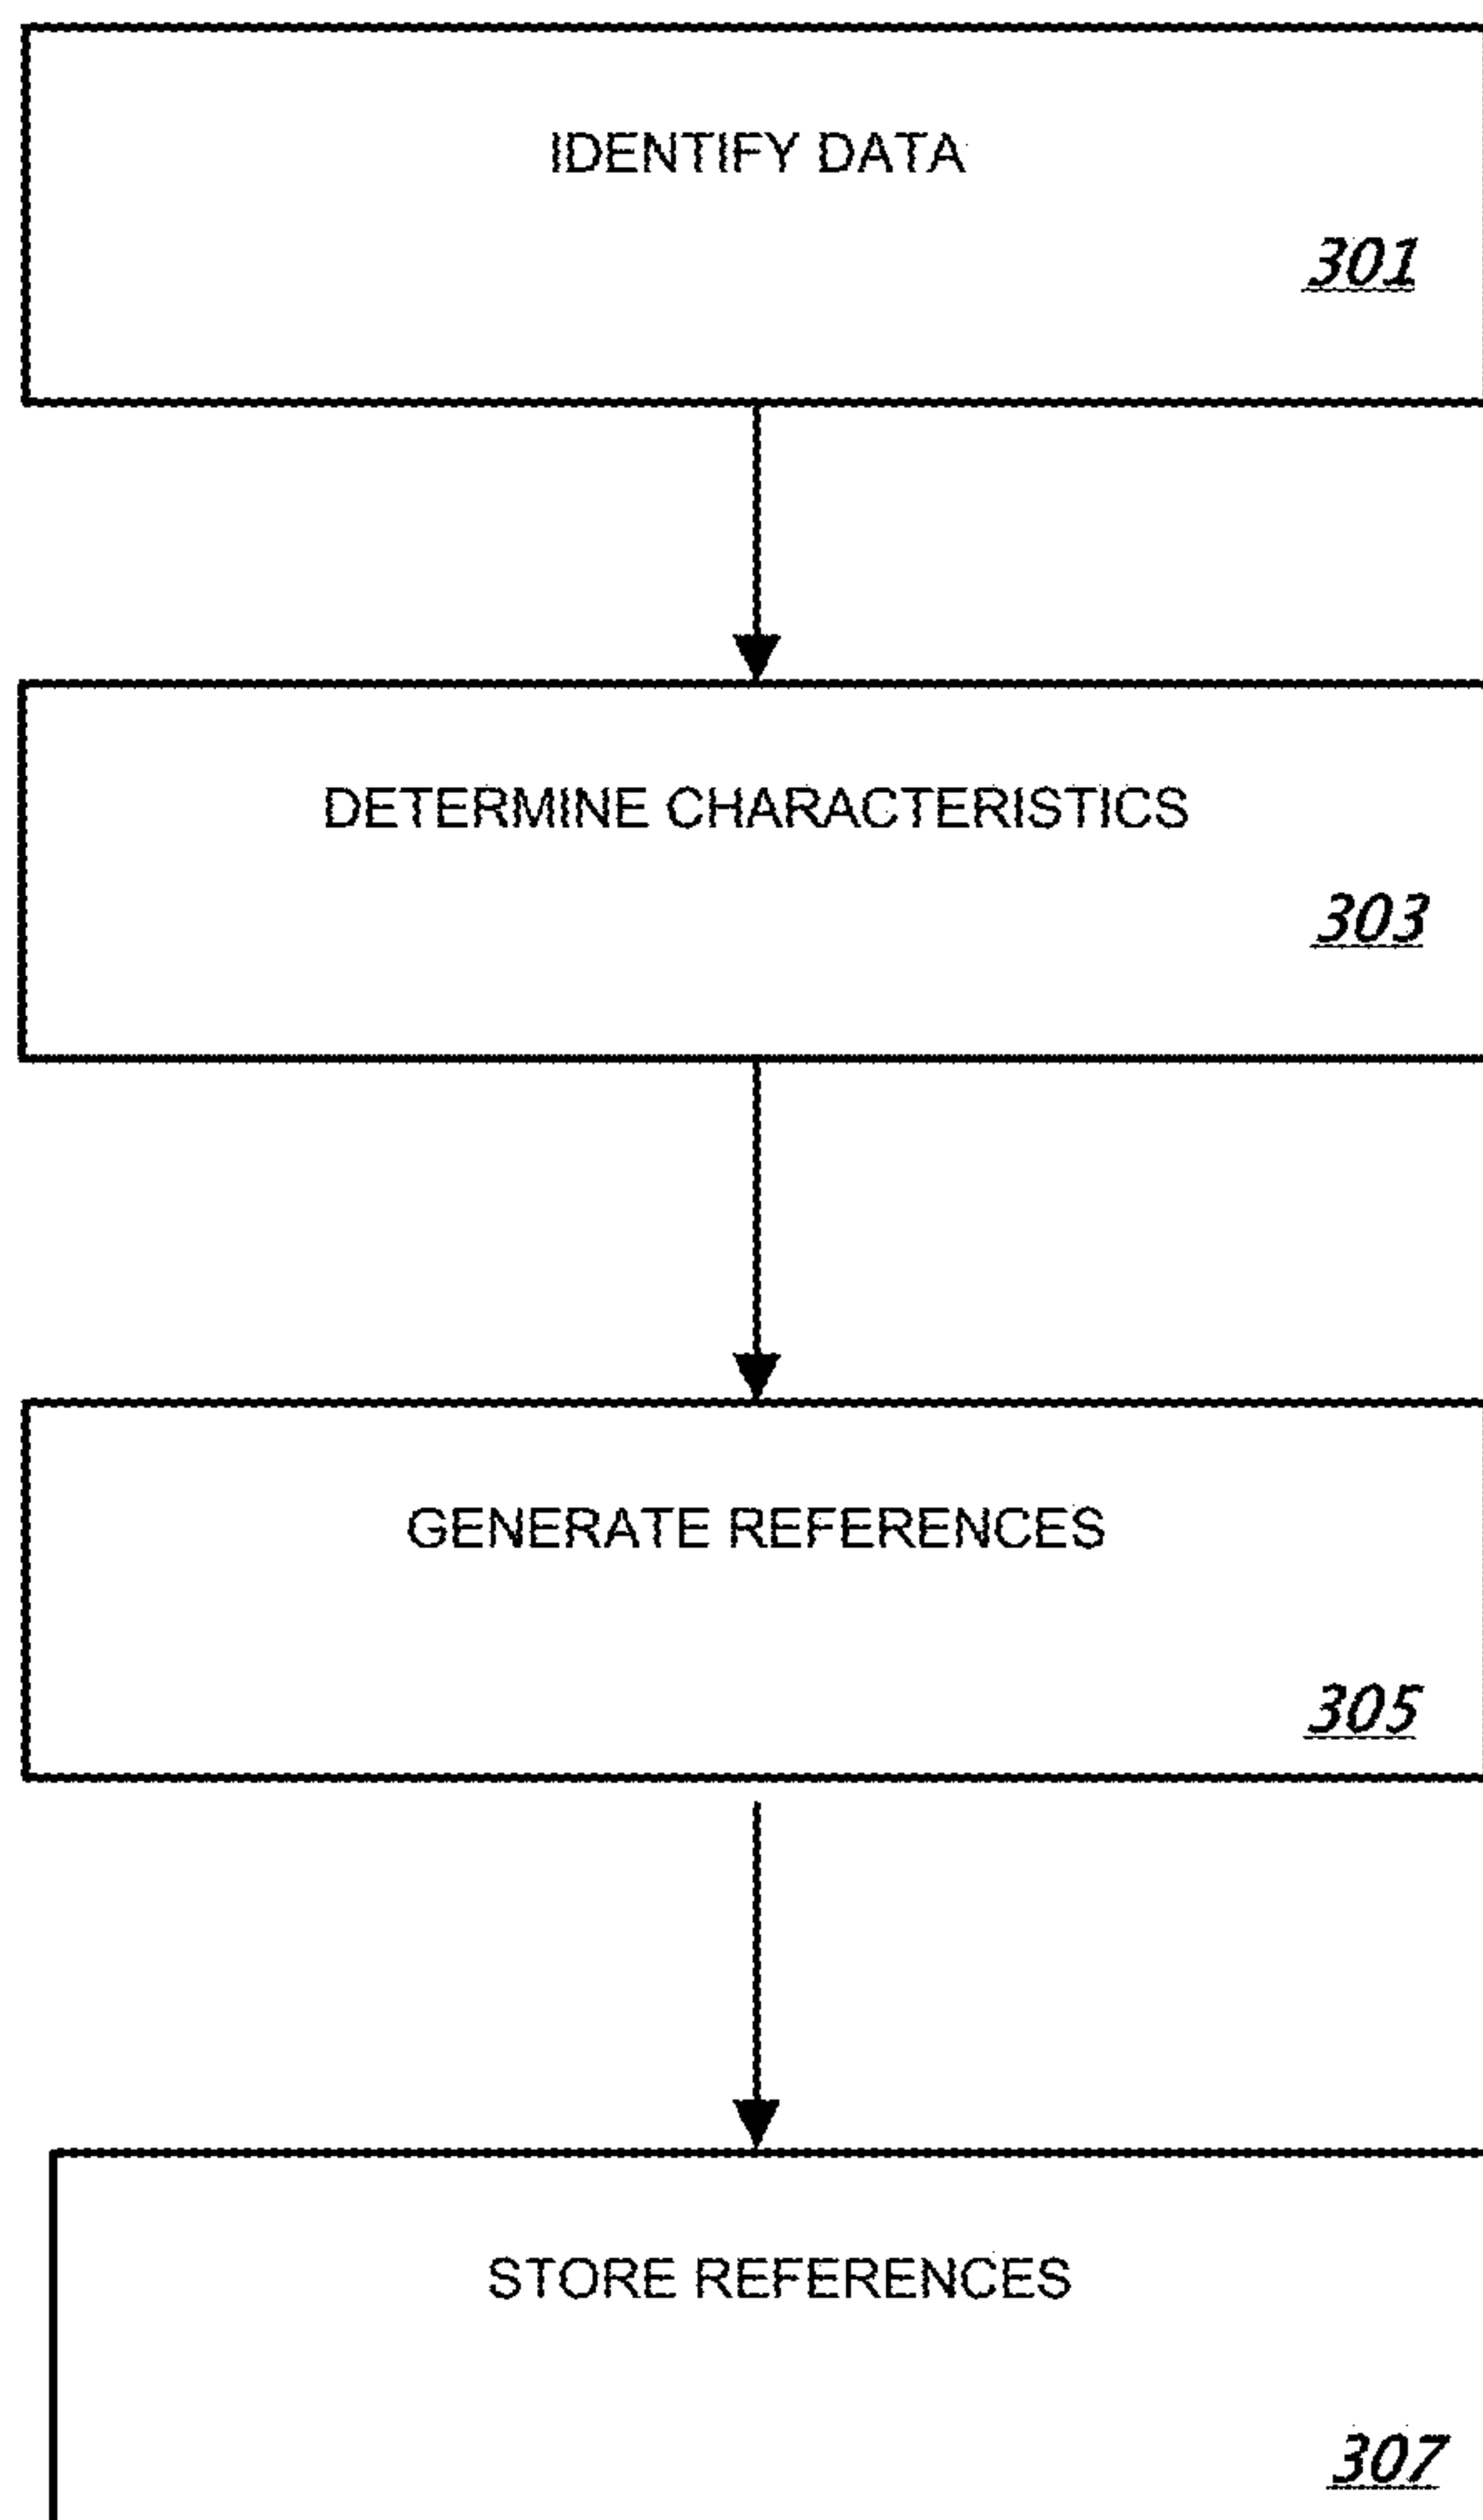 IDENTIFY DATA
301
DETERMINE CHARACTERISTICS
303
GENERATE REFERENCES
305
STORE REFERENCES
307